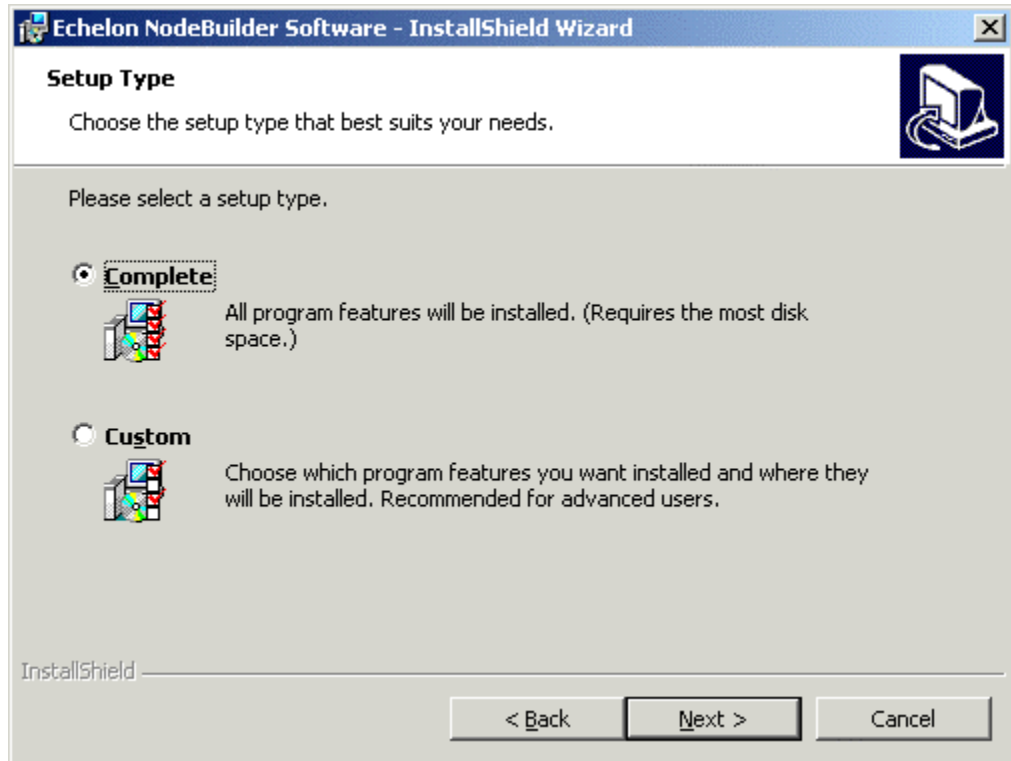 Echelon NodeBuilder Software - InstallShield Wizard
Setup Type
Choose the setup type that best suits your needs.
Please select a setup type.
Complete
All program features will be installed. (Requires the most disk
space.)
Custom
Choose which program features you want installed and where they
will be installed. Recommended for advanced users.
InstallShield
< Back Next > Cancel